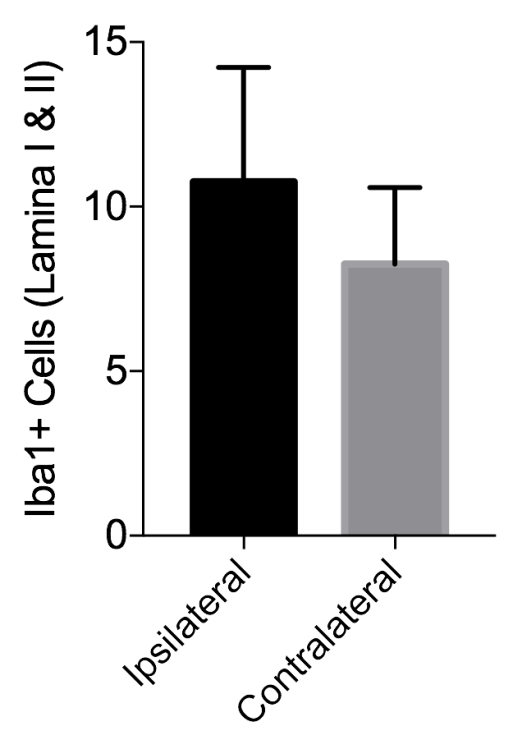 Iba1+ Cells (Lamina I & II)
15
10
5
0
Ipsilateral
Contralateral